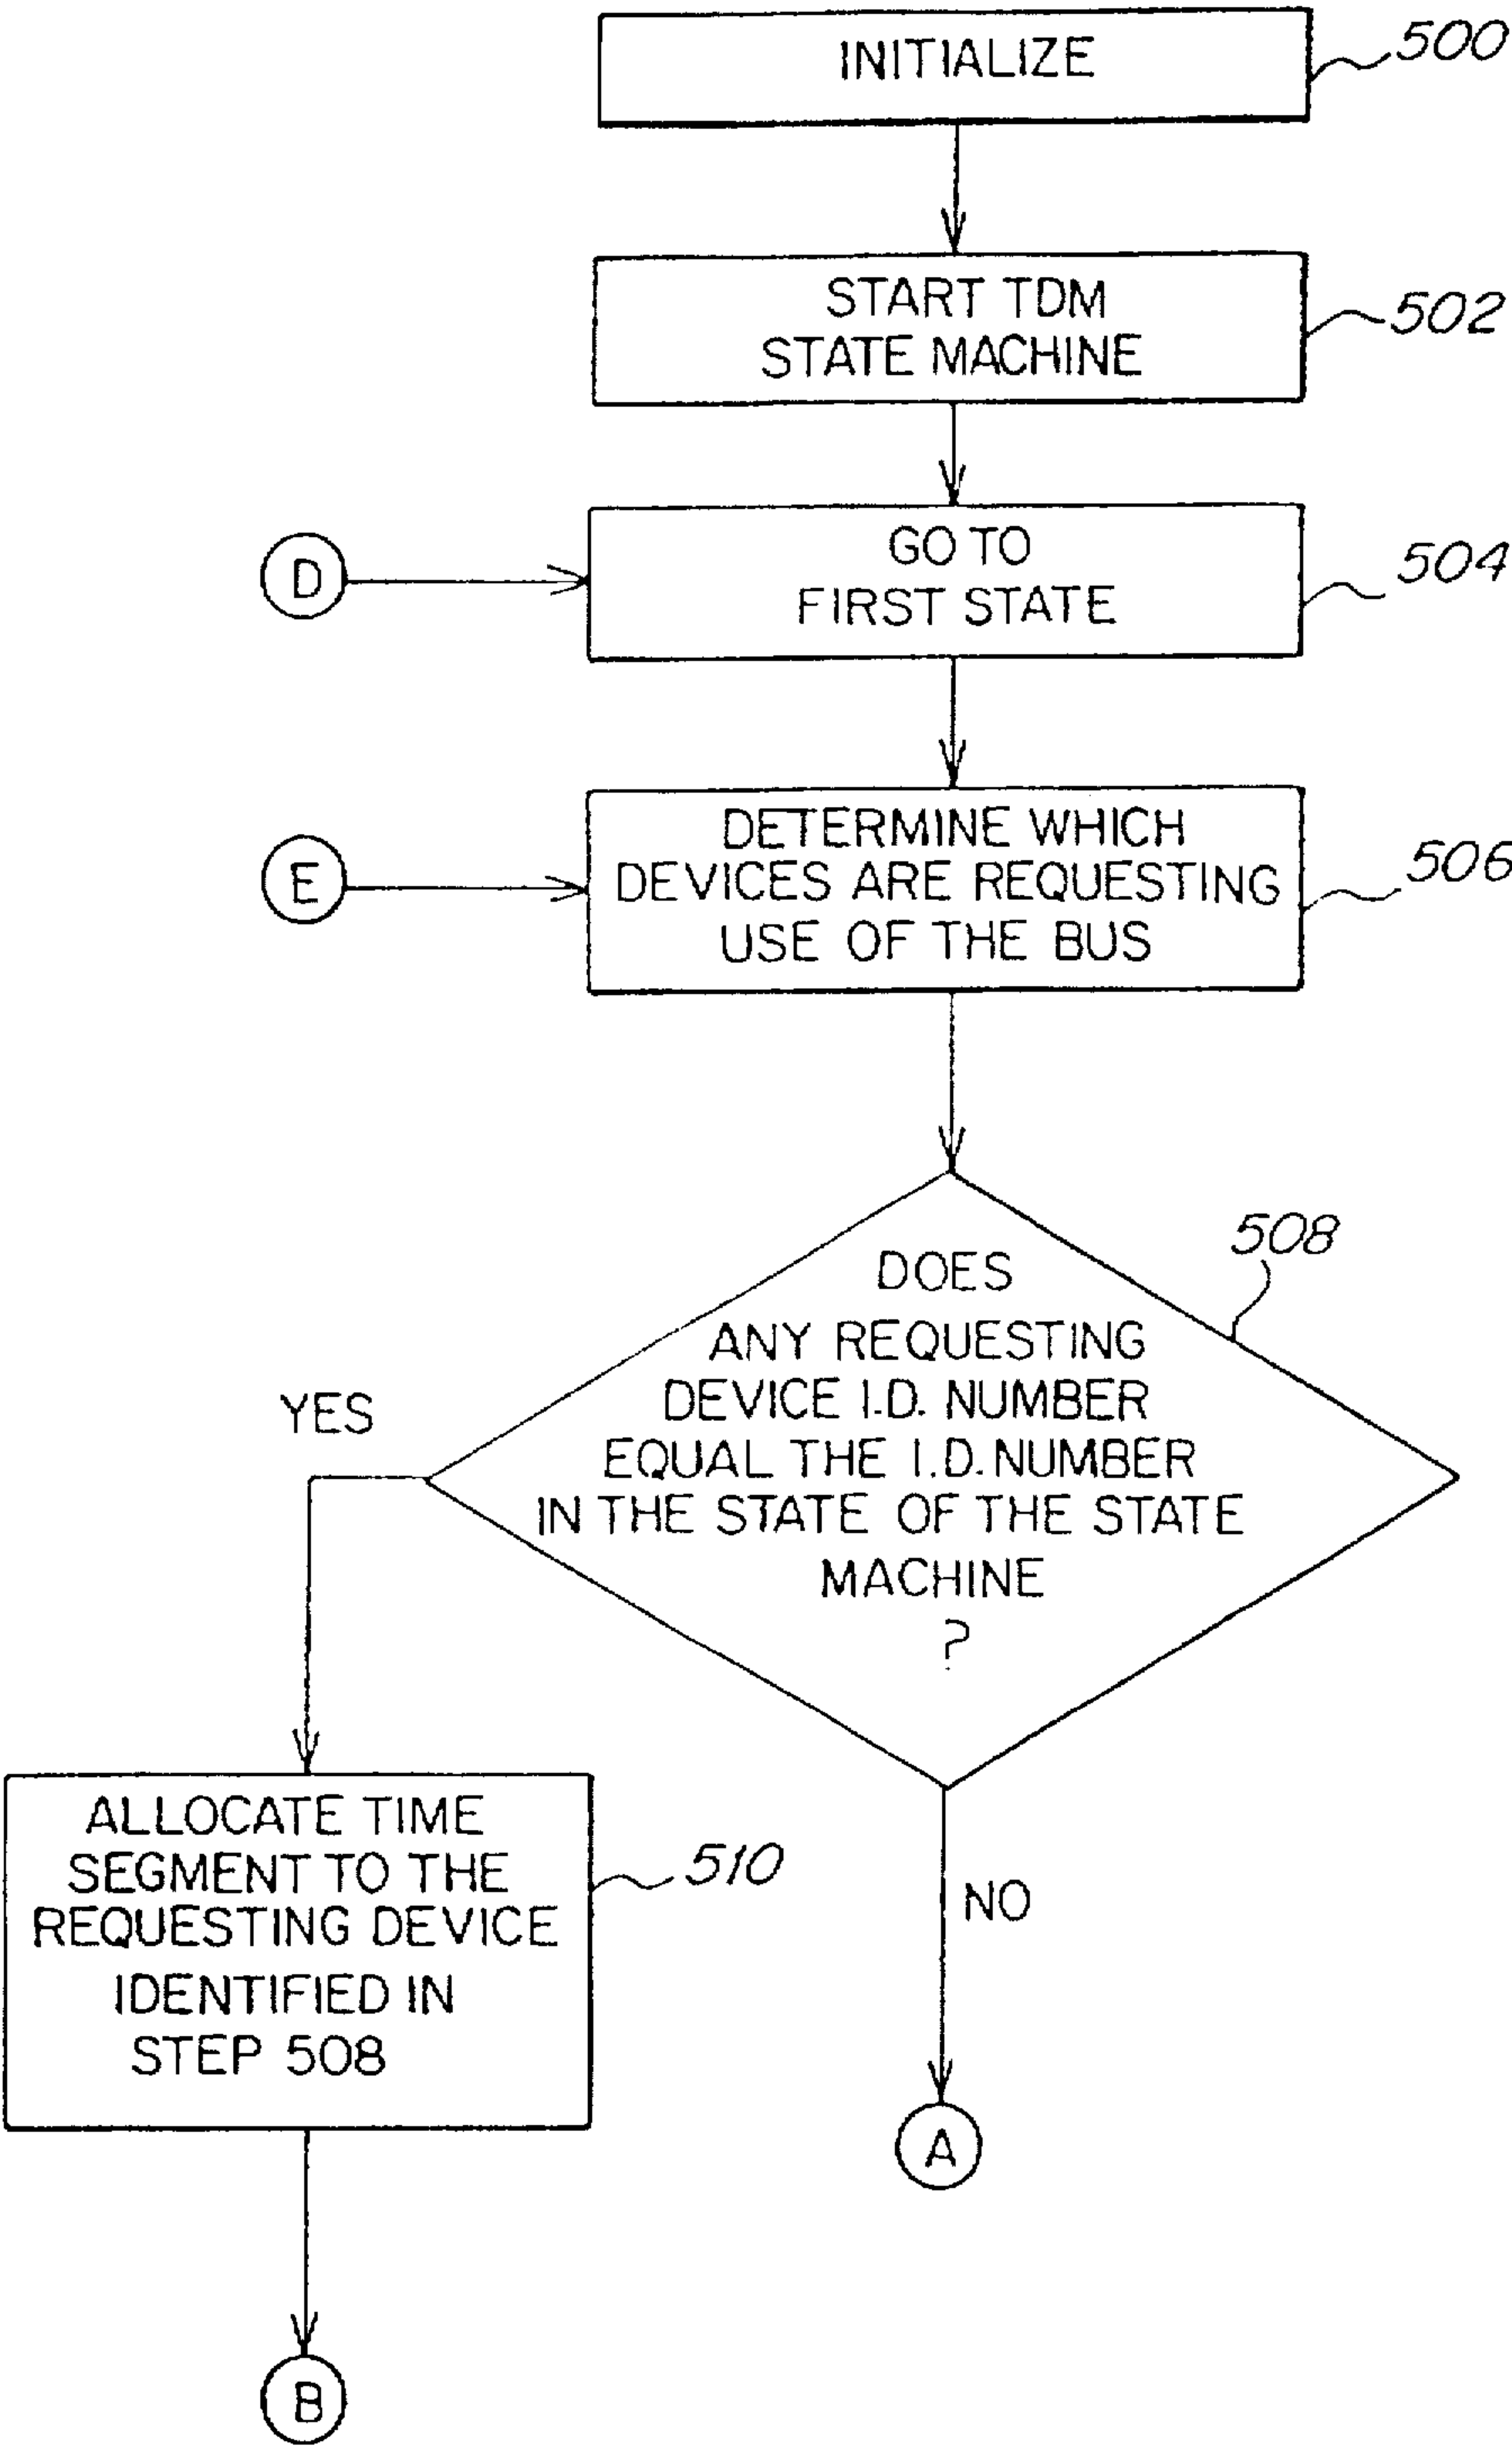 INITIALIZE
500
START TDM
STATE MACHINE
502
D
GO TO
FIRST STATE
504
E
DETERMINE WHICH
DEVICES ARE REQUESTING
USE OF THE BUS
506
508
DOES
ANY REQUESTING
DEVICE I.D. NUMBER
EQUAL THE I.D. NUMBER
IN THE STATE OF THE STATE
MACHINE
?
YES
ALLOCATE TIME
SEGMENT TO THE
REQUESTING DEVICE
IDENTIFIED IN
STEP 508
510
NO
A
B